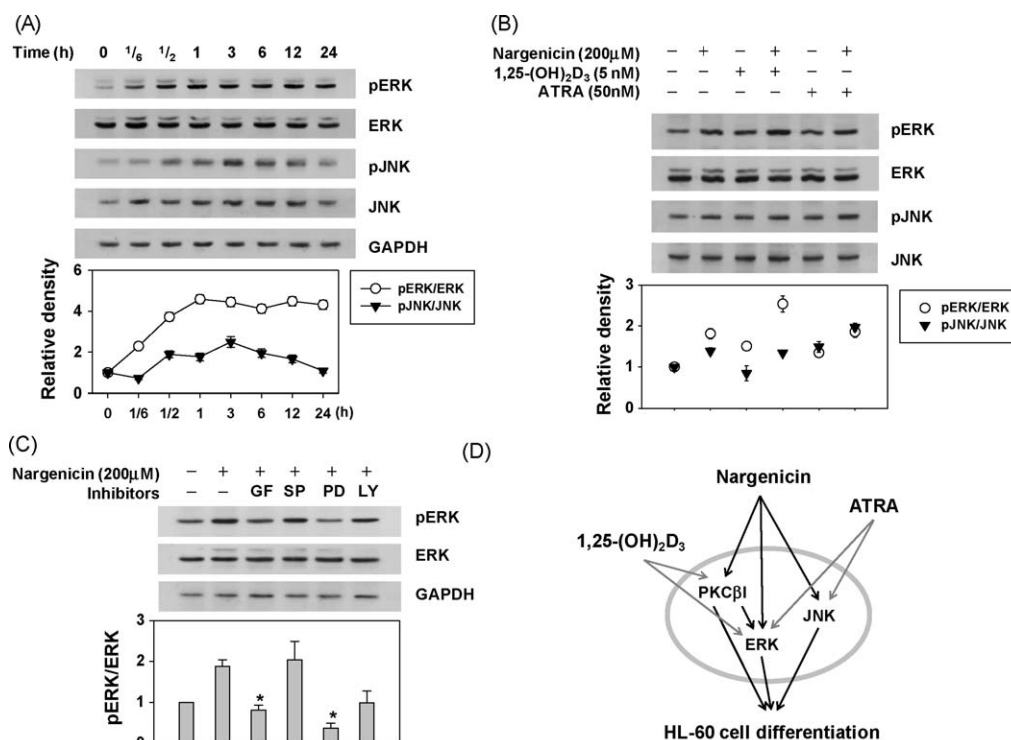 (A)
Time (h) 0 1/6 1/2 1 3 6 12 24
pERK
ERK
pJNK
JNK
GAPDH
Relative density
6
4
2
0
pERK/ERK
pJNK/JNK
0 1/6 1/2 1 3 6 12 24 (h)
(B)
Nargenicin (200μM) − + − + − +
1,25-(OH)₂D₃ (5 nM) − − + + − −
ATRA (50nM) − − − − + +
pERK
ERK
pJNK
JNK
Relative density
3
2
1
0
pERK/ERK
pJNK/JNK
(C)
Nargenicin (200μM) − + + + + +
Inhibitors − − GF SP PD LY
pERK
ERK
GAPDH
pERK/ERK
3
2
1
0
* *
(D)
Nargenicin
ATRA
1,25-(OH)₂D₃
PKCβI
JNK
ERK
HL-60 cell differentiation